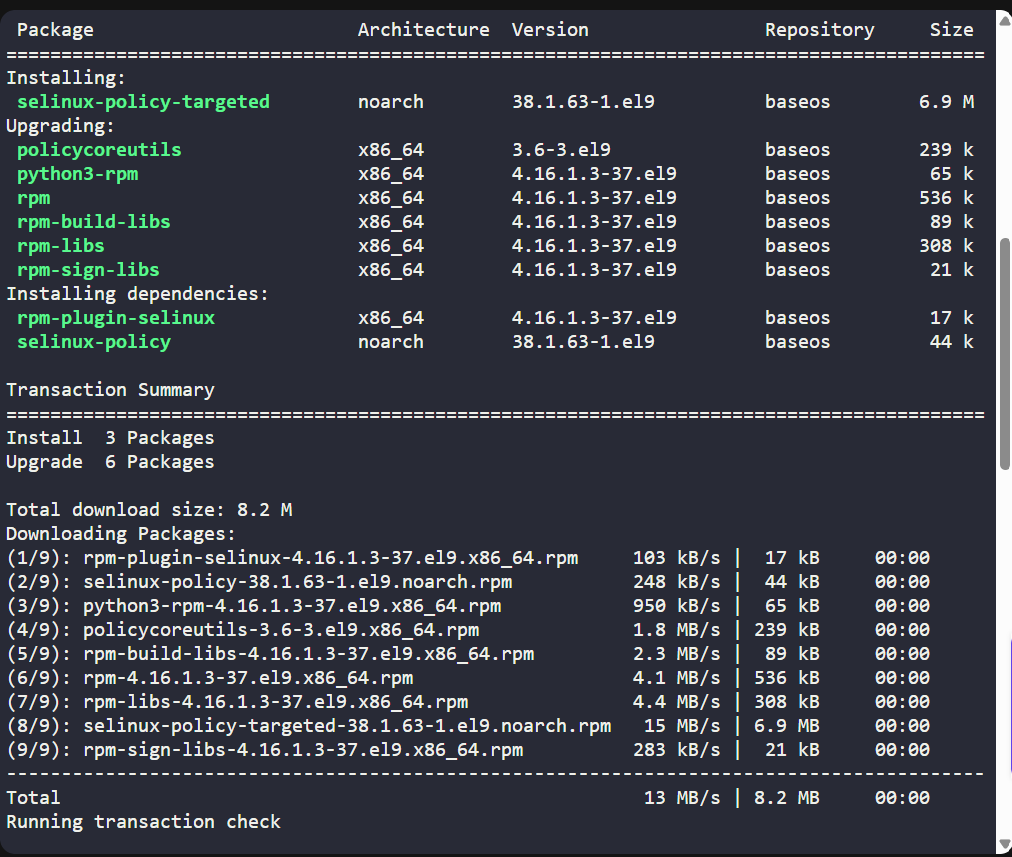 Package Architecture Version Repository Size
=========================================================================================
Installing:
selinux-policy-targeted noarch 38.1.63-1.el9 baseos 6.9 M
Upgrading:
policycoreutils x86_64 3.6-3.el9 baseos 239 k
python3-rpm x86_64 4.16.1.3-37.el9 baseos 65 k
rpm x86_64 4.16.1.3-37.el9 baseos 536 k
rpm-build-libs x86_64 4.16.1.3-37.el9 baseos 89 k
rpm-libs x86_64 4.16.1.3-37.el9 baseos 308 k
rpm-sign-libs x86_64 4.16.1.3-37.el9 baseos 21 k
Installing dependencies:
rpm-plugin-selinux x86_64 4.16.1.3-37.el9 baseos 17 k
selinux-policy noarch 38.1.63-1.el9 baseos 44 k
Transaction Summary
=========================================================================================
Install 3 Packages
Upgrade 6 Packages
Total download size: 8.2 M
Downloading Packages:
(1/9): rpm-plugin-selinux-4.16.1.3-37.el9.x86_64.rpm 103 kB/s | 17 kB 00:00
(2/9): selinux-policy-38.1.63-1.el9.noarch.rpm 248 kB/s | 44 kB 00:00
(3/9): python3-rpm-4.16.1.3-37.el9.x86_64.rpm 950 kB/s | 65 kB 00:00
(4/9): policycoreutils-3.6-3.el9.x86_64.rpm 1.8 MB/s | 239 kB 00:00
(5/9): rpm-build-libs-4.16.1.3-37.el9.x86_64.rpm 2.3 MB/s | 89 kB 00:00
(6/9): rpm-4.16.1.3-37.el9.x86_64.rpm 4.1 MB/s | 536 kB 00:00
(7/9): rpm-libs-4.16.1.3-37.el9.x86_64.rpm 4.4 MB/s | 308 kB 00:00
(8/9): selinux-policy-targeted-38.1.63-1.el9.noarch.rpm 15 MB/s | 6.9 MB 00:00
(9/9): rpm-sign-libs-4.16.1.3-37.el9.x86_64.rpm 283 kB/s | 21 kB 00:00
-----------------------------------------------------------------------------------------
Total 13 MB/s | 8.2 MB 00:00
Running transaction check